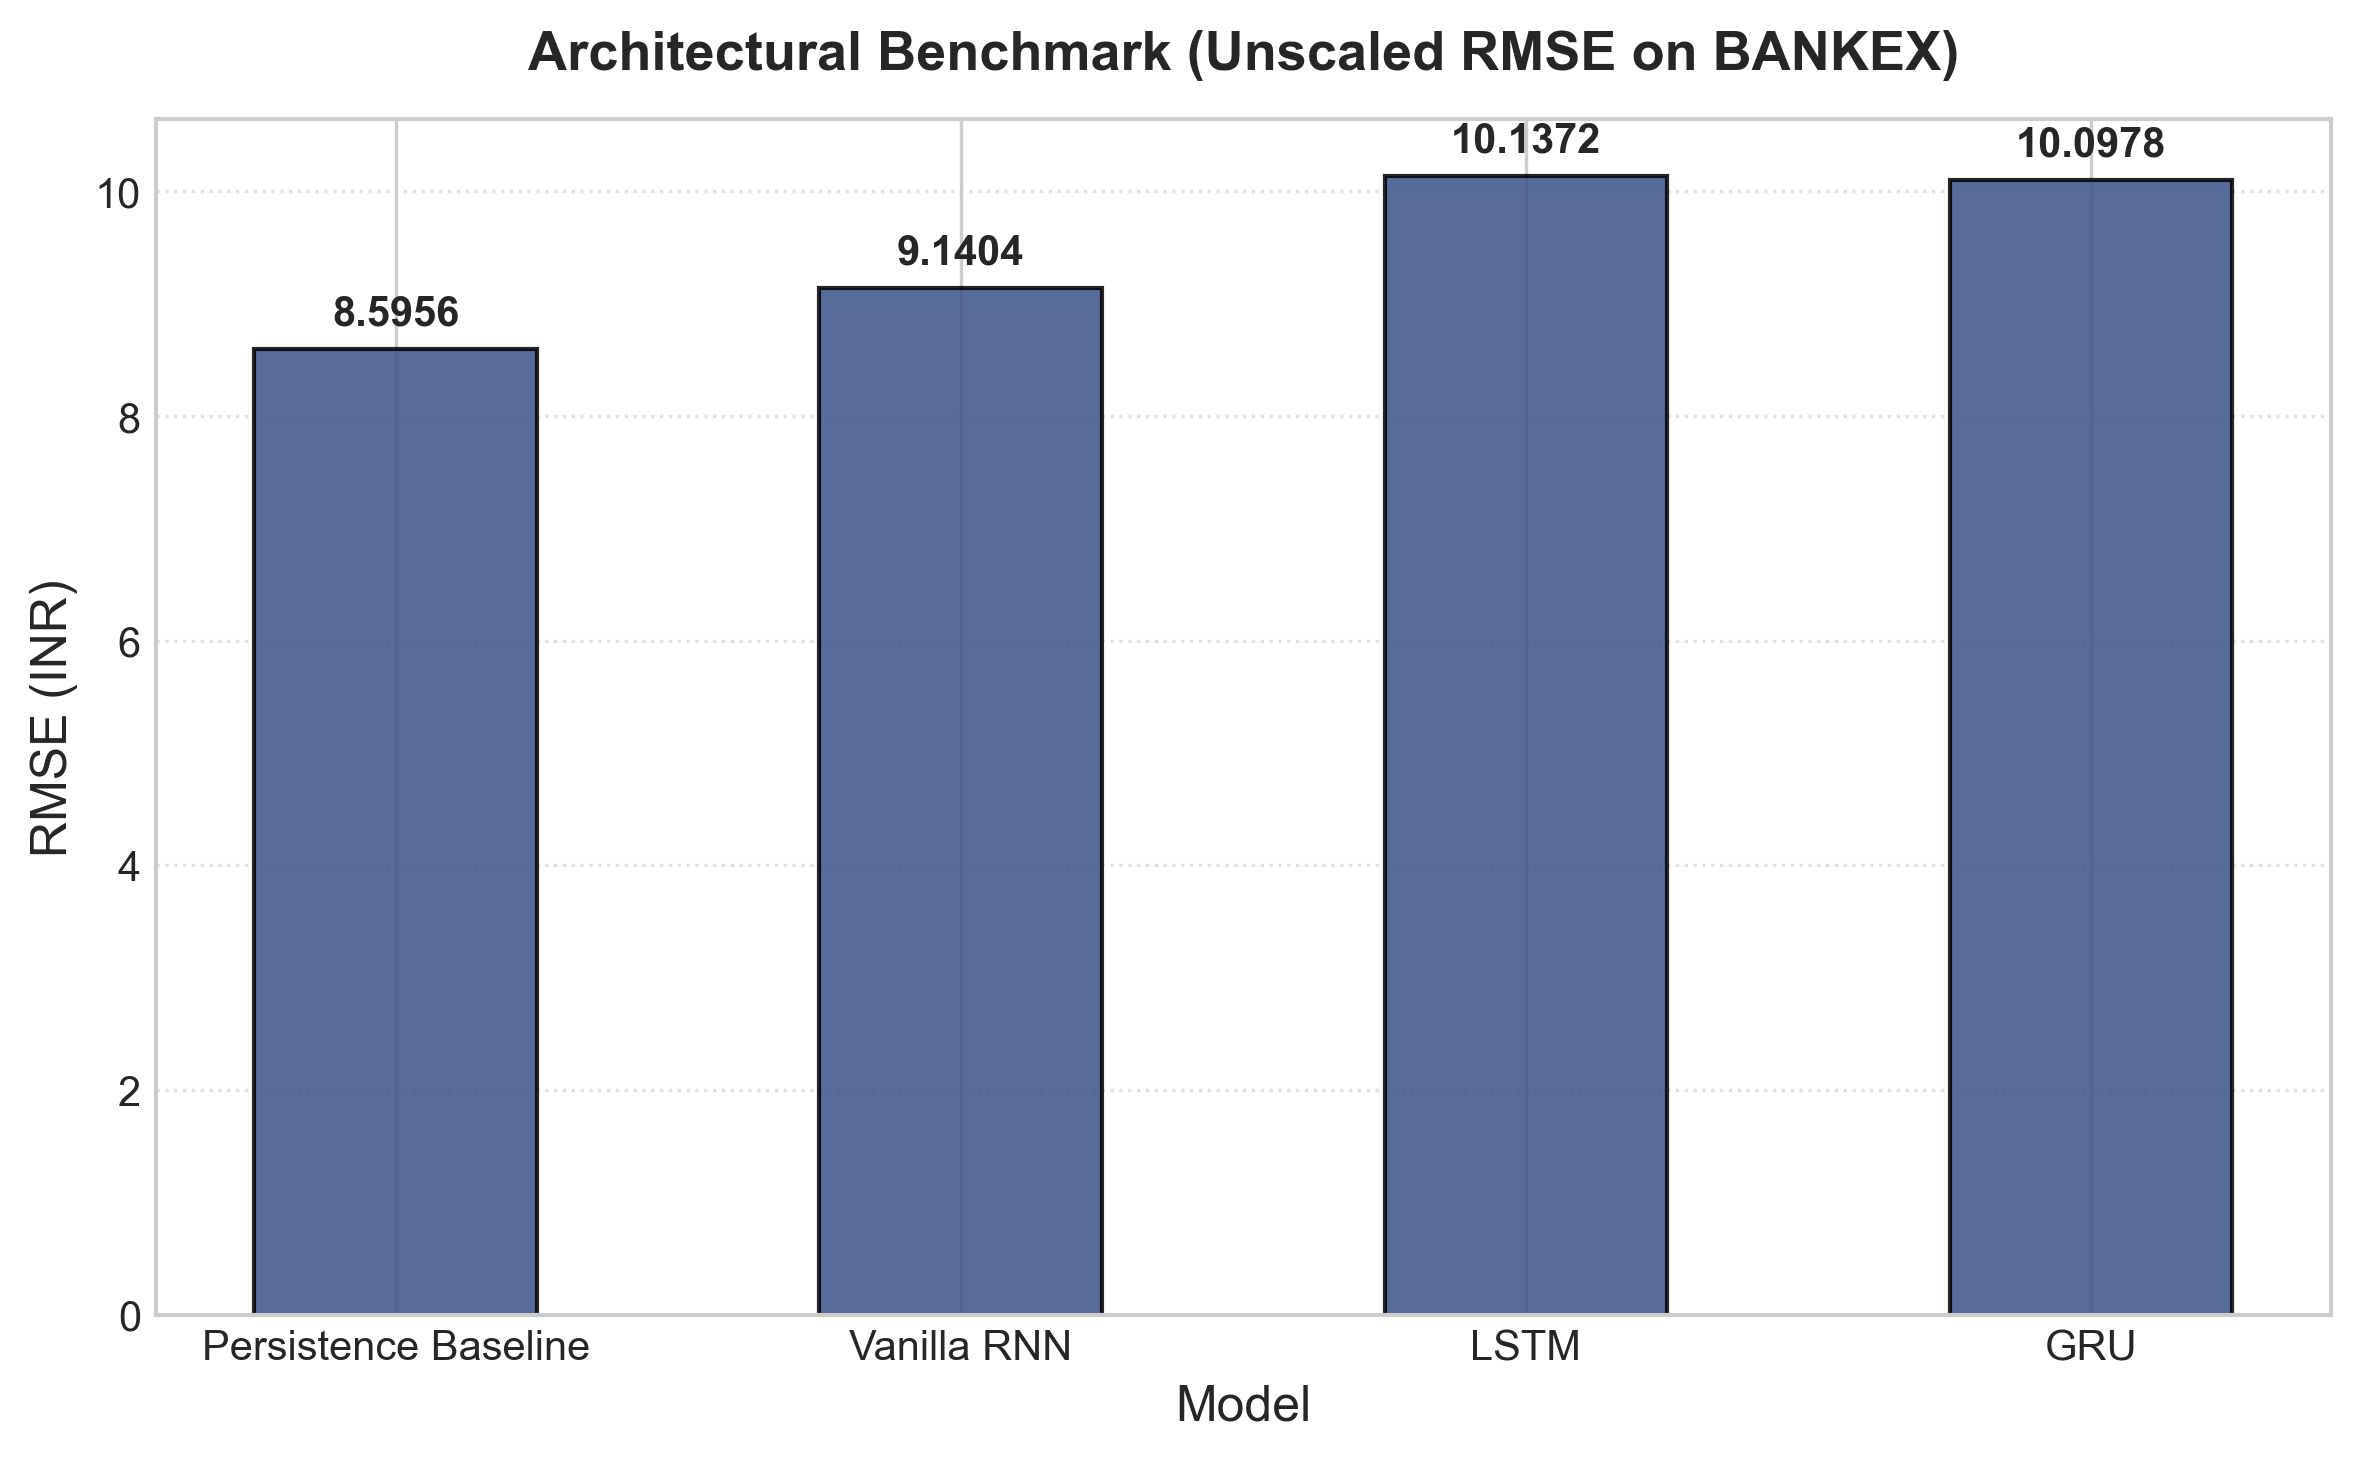 Architectural Benchmark (Unscaled RMSE on BANKEX)
10.1372
10.0978
9.1404
8.5956
10
8
6
4
2
0
RMSE (INR)
Persistence Baseline
Vanilla RNN
LSTM
GRU
Model